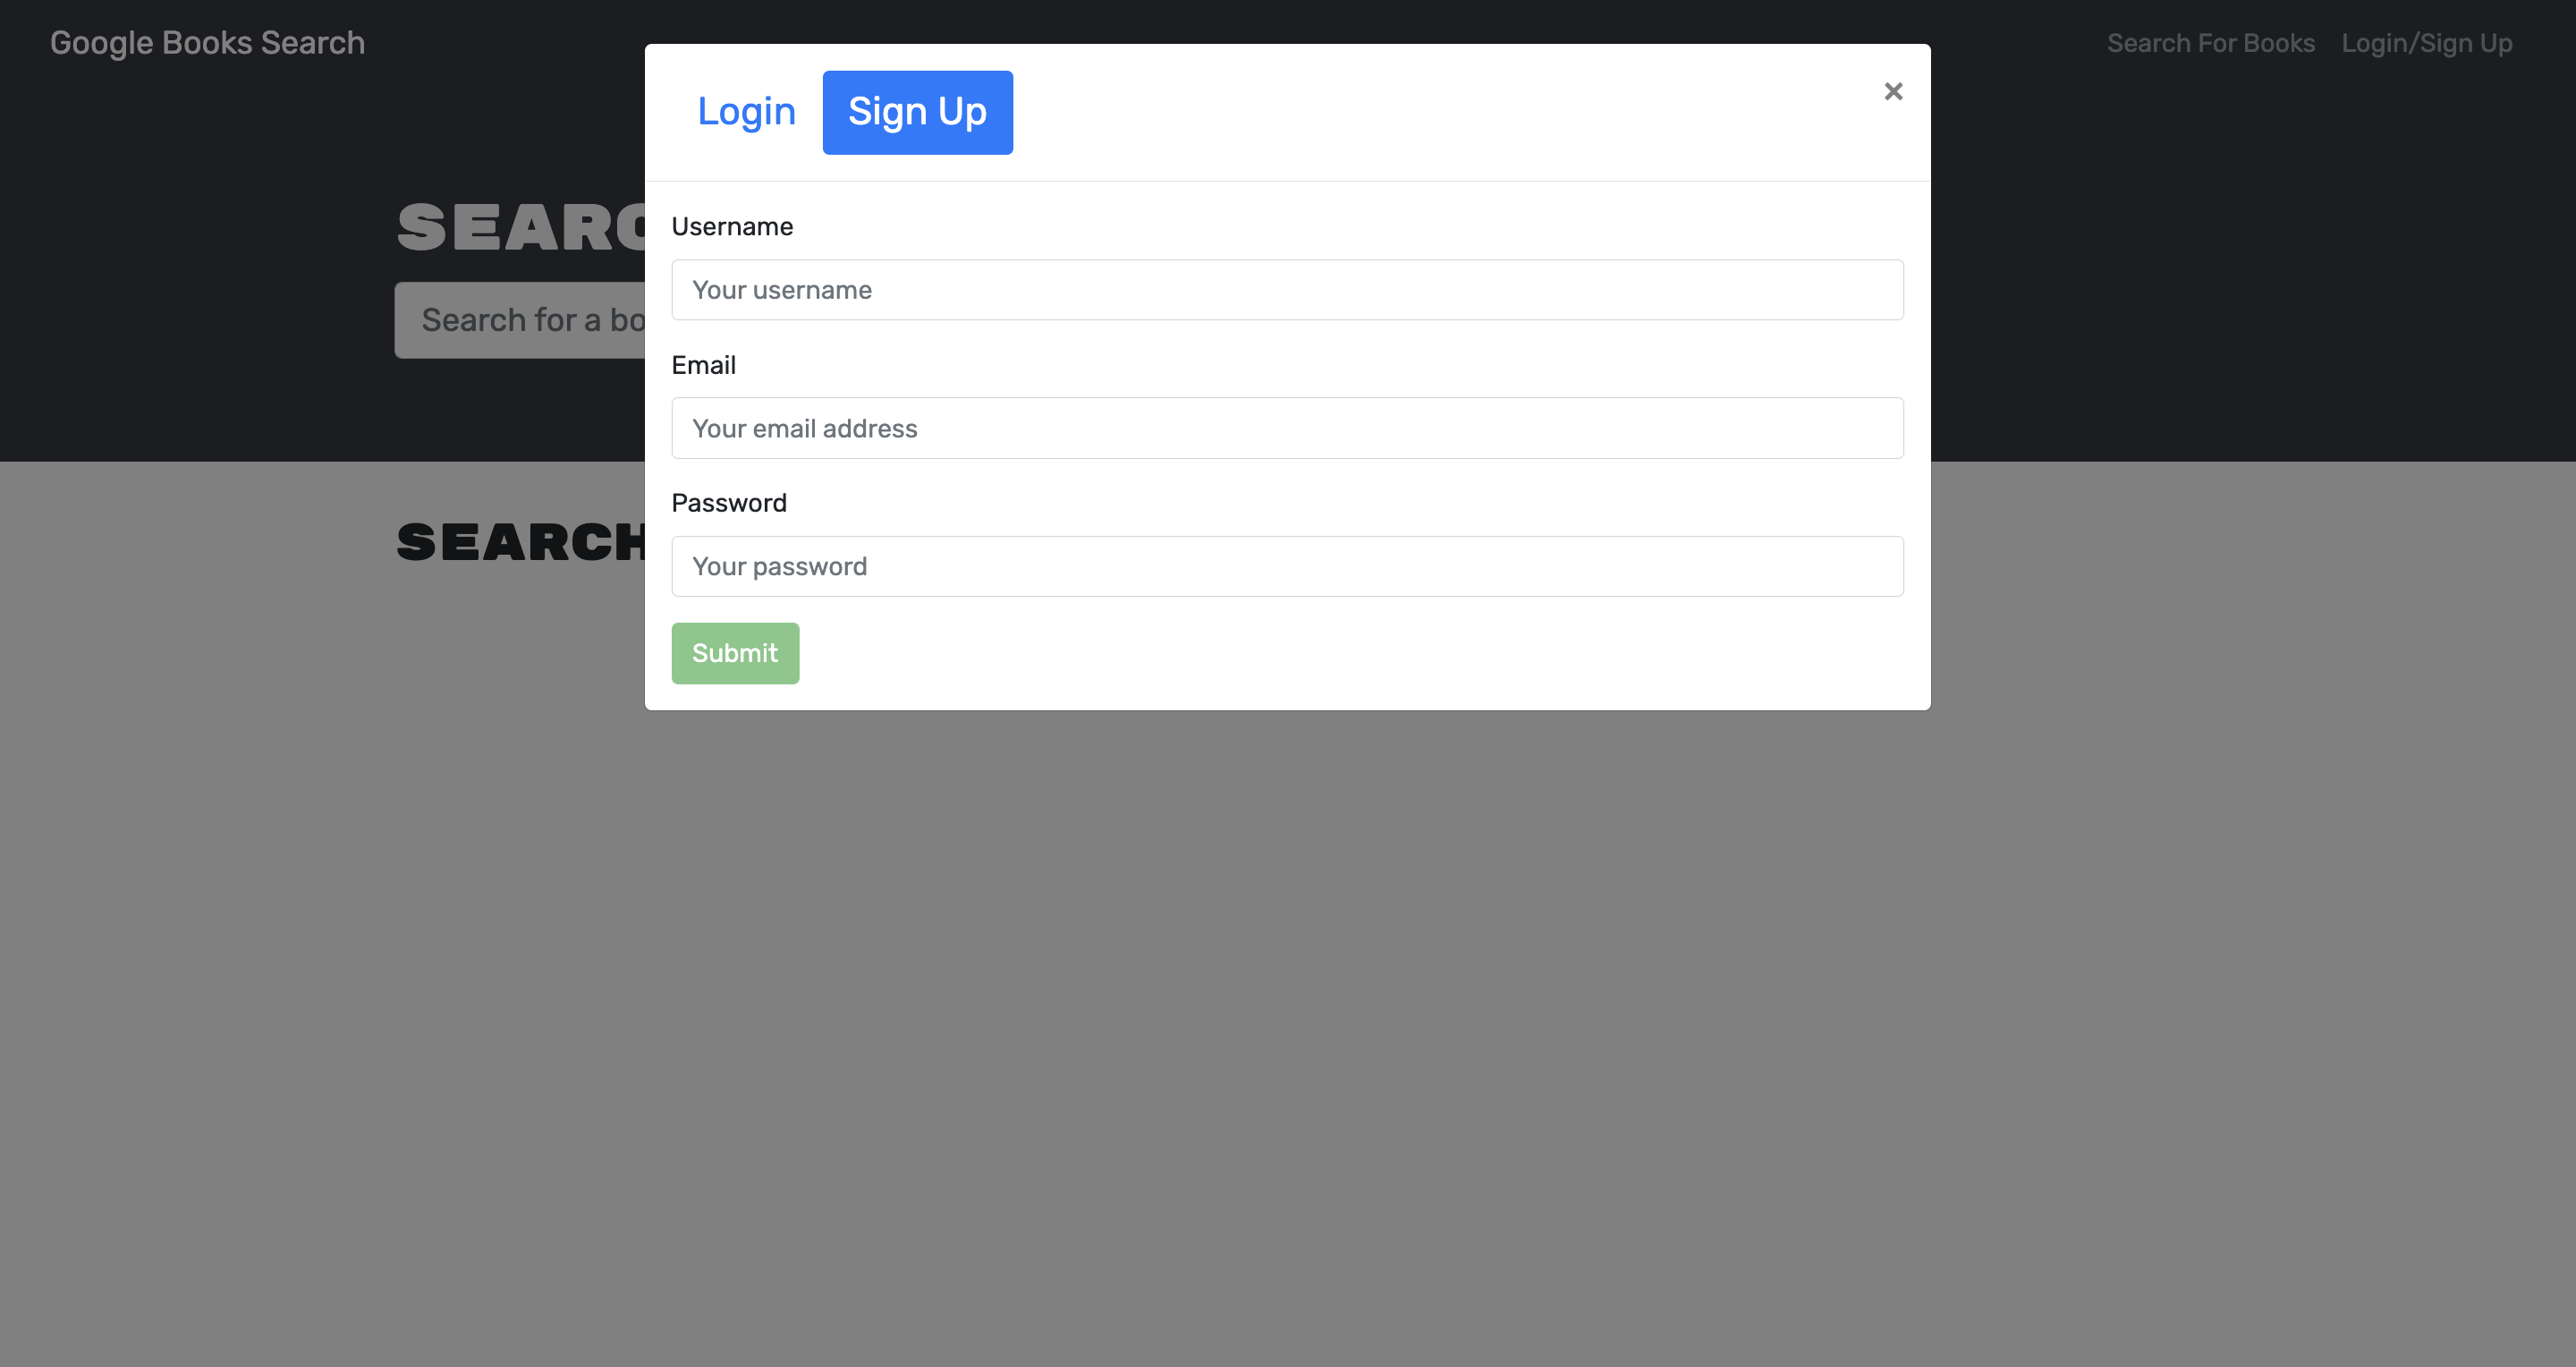 Google Books Search
Search For Books
Login/Sign Up
Login
Sign Up
×
Username
Your username
Email
Your email address
Password
Your password
Submit
SEARC
Search for a bo
SEARCH